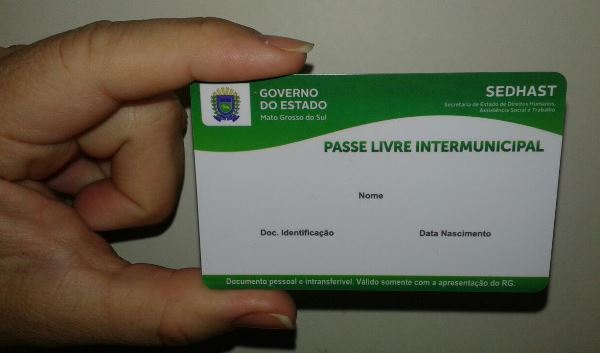 GOVERNO
DO ESTADO
Mato Grosso do Sul
SEDHAST
Secretaria de Estado de Direitos Humanos,
Assistência Social e Trabalho
PASSE LIVRE INTERMUNICIPAL
Nome
Doc. Identificação
Data Nascimento
Documento pessoal e intransferível. Válido somente com a apresentação do RG.